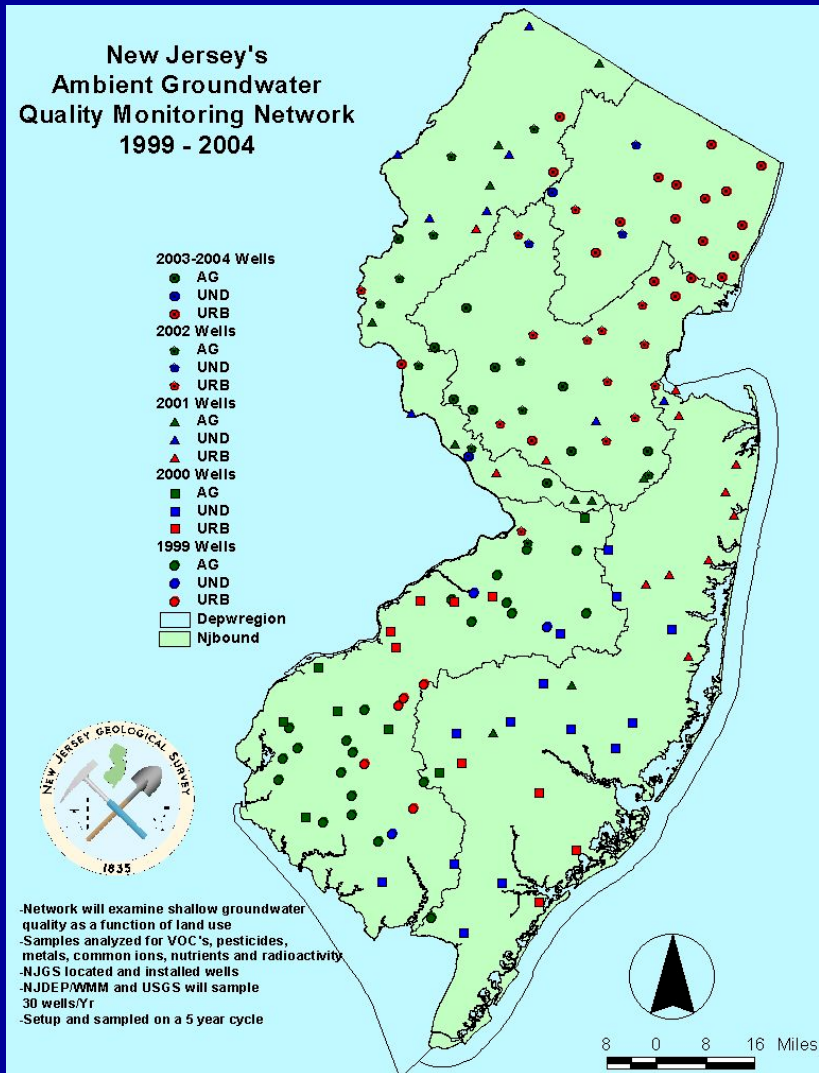 New Jersey's
Ambient Groundwater
Quality Monitoring Network
1999 - 2004
2003-2004 Wells
AG
UND
URB
2002 Wells
AG
UND
URB
2001 Wells
AG
UND
URB
2000 Wells
AG
UND
URB
1999 Wells
AG
UND
URB
Depwregion
Njbound
NEW JERSEY GEOLOGICAL SURVEY
1835
-Network will examine shallow groundwater
quality as a function of land use
-Samples analyzed for VOC's, pesticides,
metals, common ions, nutrients and radioactivity
-NJGS located and installed wells
-NJDEP/WMM and USGS will sample
30 wells/Yr
-Setup and sampled on a 5 year cycle
8 0 8 16 Miles